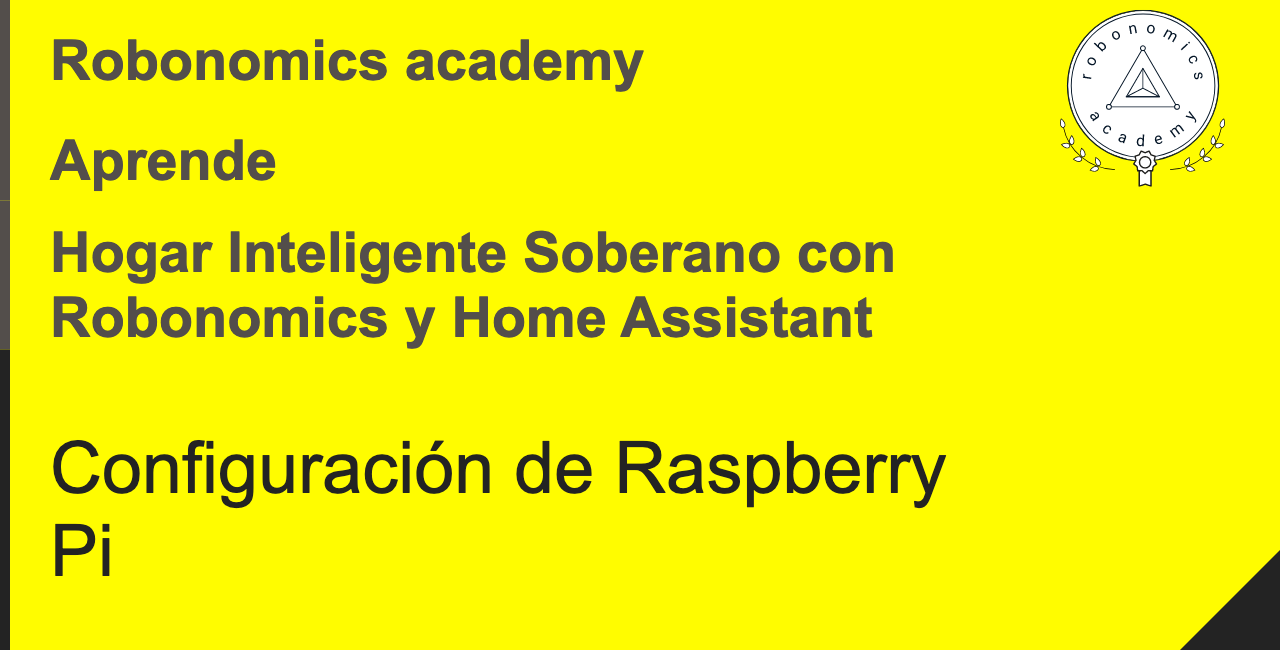 Robonomics academy
Aprende
Hogar Inteligente Soberano con
Robonomics y Home Assistant
Configuración de Raspberry
Pi
robonomics
academy